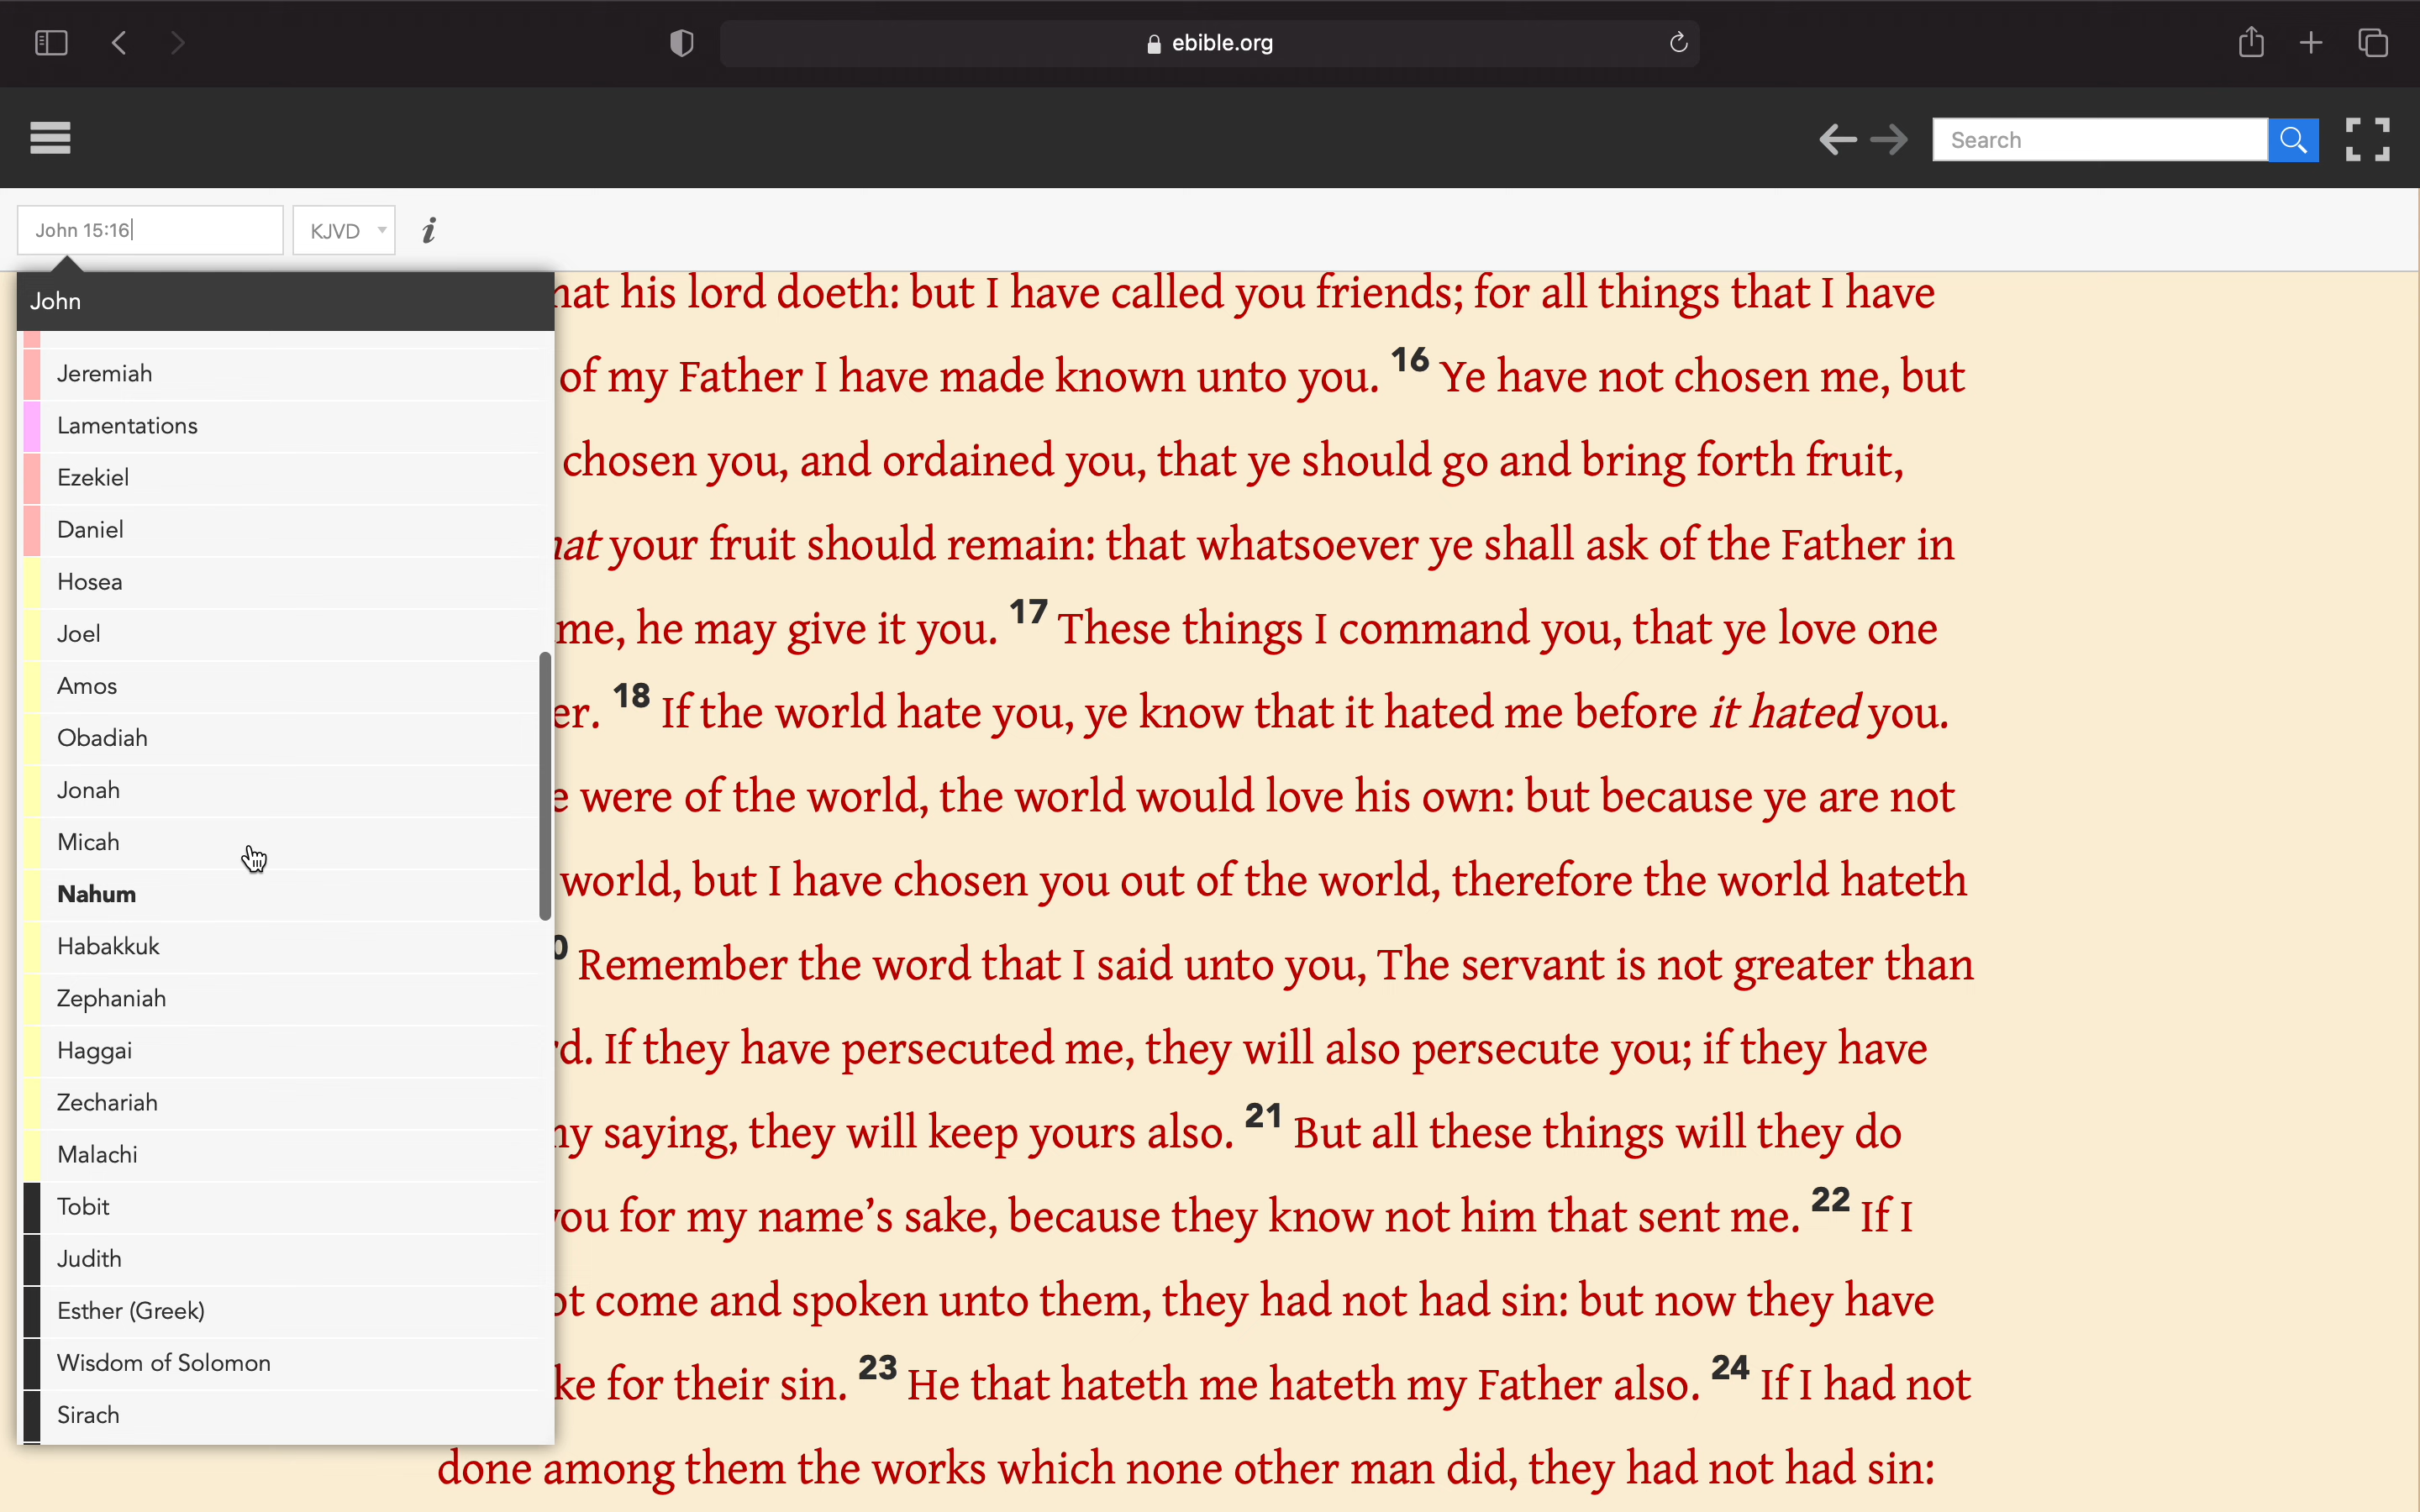 ebible.org
Search
John 15:16
KJVD
i
John
Jeremiah
Lamentations
Ezekiel
Daniel
Hosea
Joel
Amos
Obadiah
Jonah
Micah
Nahum
Habakkuk
Zephaniah
Haggai
Zechariah
Malachi
Tobit
Judith
Esther (Greek)
Wisdom of Solomon
Sirach
his lord doeth: but I have called you friends; for all things that I have
of my Father I have made known unto you. 16 Ye have not chosen me, but
chosen you, and ordained you, that ye should go and bring forth fruit,
your fruit should remain: that whatsoever ye shall ask of the Father in
me, he may give it you. 17 These things I command you, that ye love one
18 If the world hate you, ye know that it hated me before it hated you.
were of the world, the world would love his own: but because ye are not
world, but I have chosen you out of the world, therefore the world hateth
Remember the word that I said unto you, The servant is not greater than
If they have persecuted me, they will also persecute you; if they have
saying, they will keep yours also. 21 But all these things will they do
for my name’s sake, because they know not him that sent me. 22 If I
come and spoken unto them, they had not had sin: but now they have
for their sin. 23 He that hateth me hateth my Father also. 24 If I had not
done among them the works which none other man did, they had not had sin: